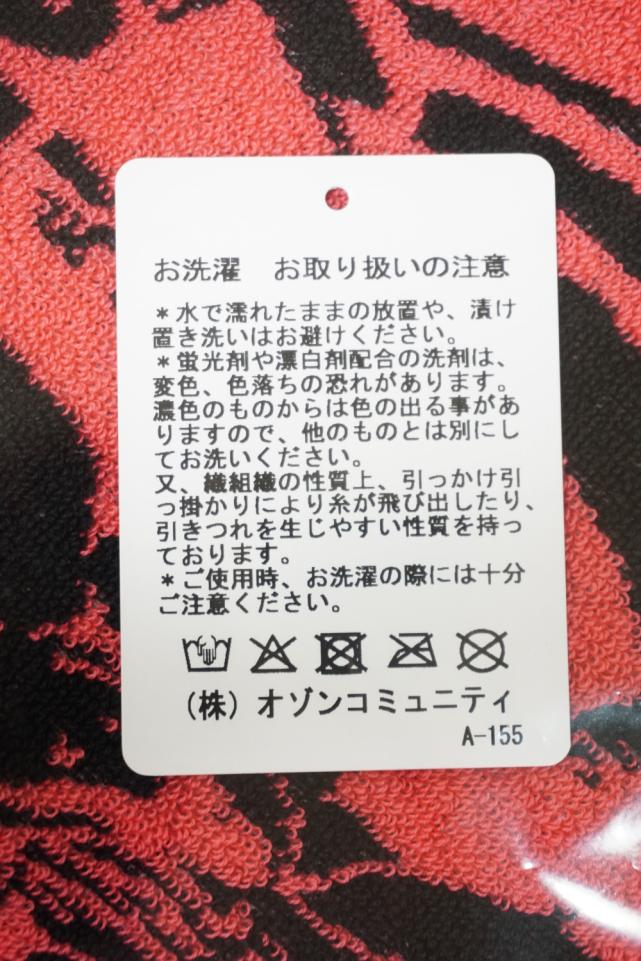 お洗濯　お取り扱いの注意
＊水で濡れたままの放置や、漬け
置き洗いはお避けください。
＊蛍光剤や漂白剤配合の洗剤は、
変色、色落ちの恐れがあります。
濃色のものからは色の出る事があ
りますので、他のものとは別にし
てお洗いください。
又、織組織の性質上、引っかけ引
っ掛かりにより糸が飛び出したり、
引きつれを生じやすい性質を持っ
ております。
＊ご使用時、お洗濯の際には十分
ご注意ください。
（株）オゾンコミュニティ
A-155